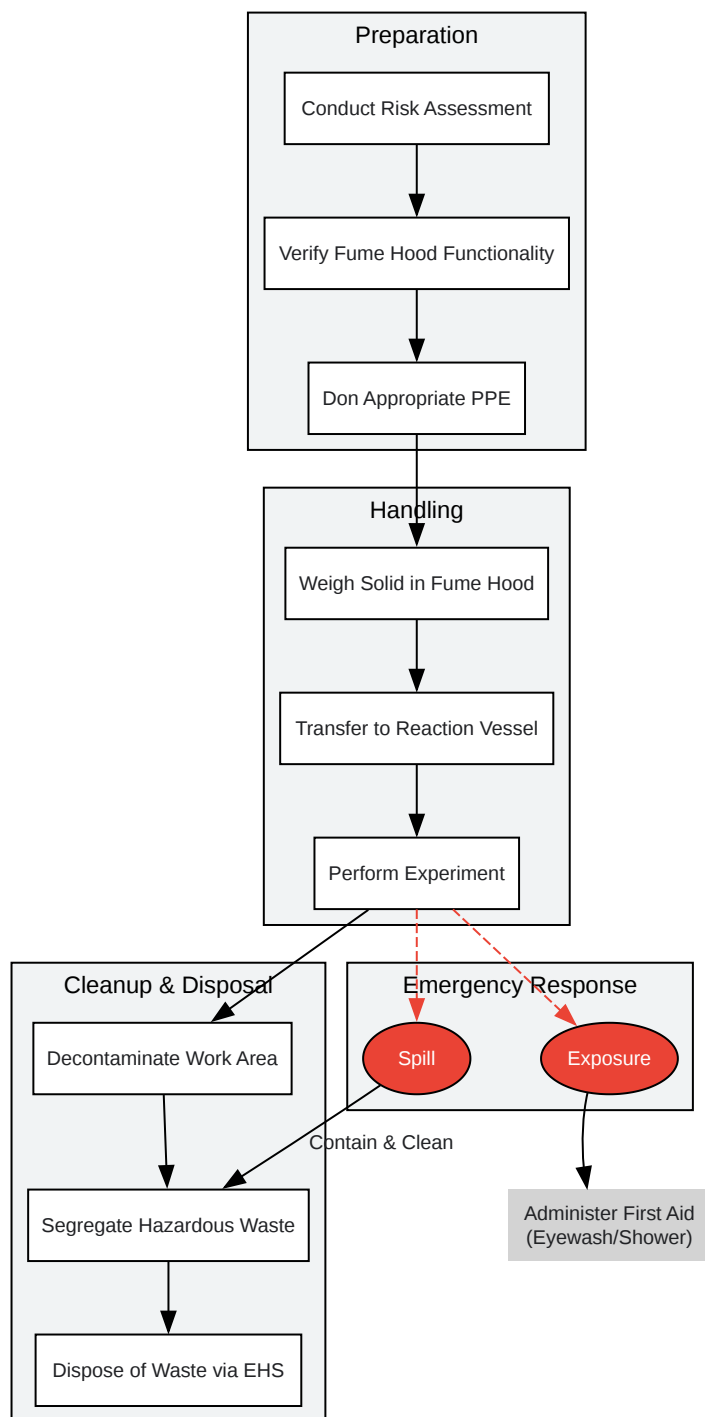 Preparation
Conduct Risk Assessment
Verify Fume Hood Functionality
Don Appropriate PPE
Handling
Weigh Solid in Fume Hood
Transfer to Reaction Vessel
Perform Experiment
Cleanup & Disposal
Emergency Response
Decontaminate Work Area
Spill
Exposure
Contain & Clean
Segregate Hazardous Waste
Administer First Aid
(Eyewash/Shower)
Dispose of Waste via EHS